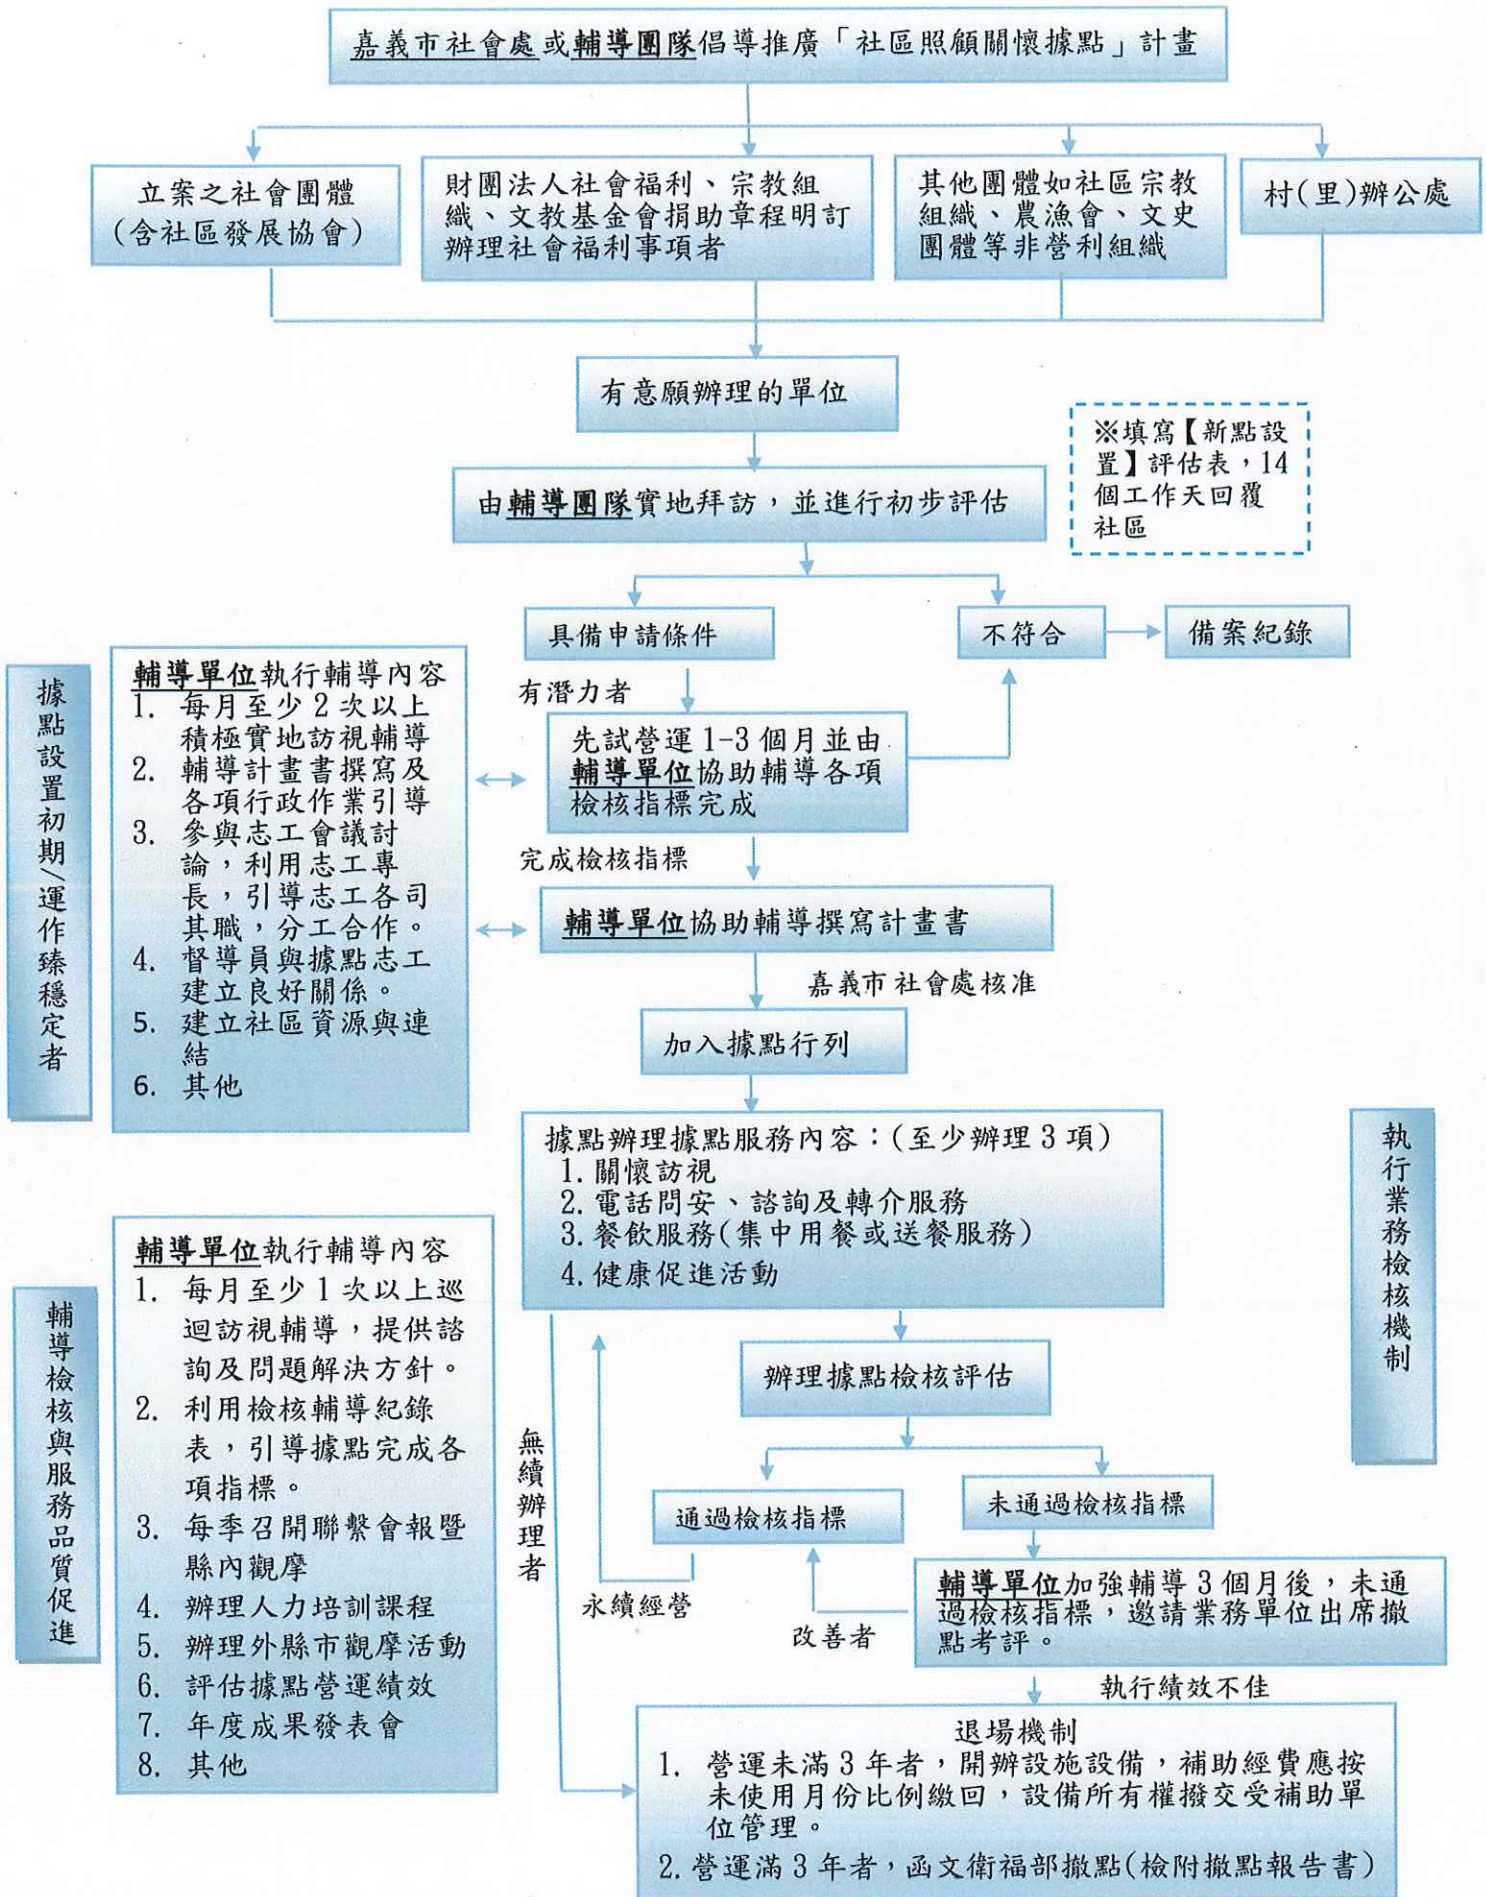 嘉義市社會處或輔導團隊倡導推廣「社區照顧關懷據點」計畫
立案之社會團體
(含社區發展協會)
財團法人社會福利、宗教組
織、文教基金會捐助章程明訂
辦理社會福利事項者
其他團體如社區宗教
組織、農漁會、文史
團體等非營利組織
村(里)辦公處
有意願辦理的單位
※填寫【新點設
置】評估表，14
個工作天回覆
社區
由輔導團隊實地拜訪，並進行初步評估
具備申請條件
不符合
備案紀錄
有潛力者
先試營運 1-3 個月並由
輔導單位協助輔導各項
檢核指標完成
據點設置初期/運作臻穩定者
輔導單位執行輔導內容
1. 每月至少 2 次以上
積極實地訪視輔導
2. 輔導計畫書撰寫及
各項行政作業引導
3. 參與志工會議討
論，利用志工專
長，引導志工各司
其職，分工合作。
4. 督導員與據點志工
建立良好關係。
5. 建立社區資源與連
結
6. 其他
完成檢核指標
輔導單位協助輔導撰寫計畫書
嘉義市社會處核准
加入據點行列
據點辦理據點服務內容：(至少辦理 3 項)
1. 關懷訪視
2. 電話問安、諮詢及轉介服務
3. 餐飲服務(集中用餐或送餐服務)
4. 健康促進活動
執行業務檢核機制
輔導檢核與服務品質促進
輔導單位執行輔導內容
1. 每月至少 1 次以上巡
迴訪視輔導，提供諮
詢及問題解決方針。
2. 利用檢核輔導紀錄
表，引導據點完成各
項指標。
3. 每季召開聯繫會報暨
縣內觀摩
4. 辦理人力培訓課程
5. 辦理外縣市觀摩活動
6. 評估據點營運績效
7. 年度成果發表會
8. 其他
辦理據點檢核評估
無續辦理者
通過檢核指標
未通過檢核指標
永續經營
改善者
輔導單位加強輔導 3 個月後，未通
過檢核指標，邀請業務單位出席撤
點考評。
執行績效不佳
退場機制
1. 營運未滿 3 年者，開辦設施設備，補助經費應按
未使用月份比例繳回，設備所有權撥交受補助單
位管理。
2. 營運滿 3 年者，函文衛福部撤點(檢附撤點報告書)